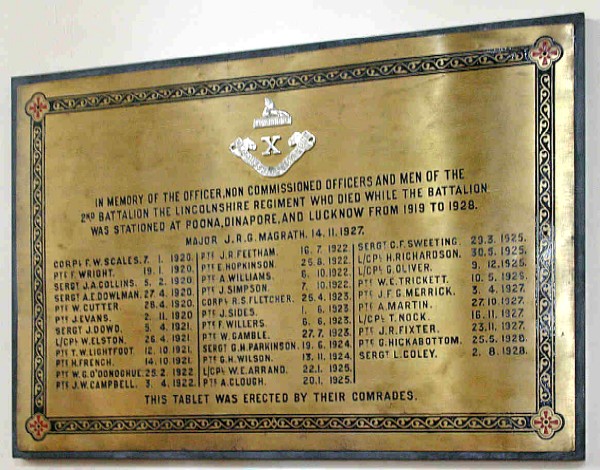 X
IN MEMORY OF THE OFFICER, NON COMMISSIONED OFFICERS AND MEN OF THE
2ND BATTALION THE LINCOLNSHIRE REGIMENT WHO DIED WHILE THE BATTALION
WAS STATIONED AT POONA, DINAPORE, AND LUCKNOW FROM 1919 TO 1928.
MAJOR J.R.G. MAGRATH. 14.11.1927.
CORPL F.W. SCALES. 7. 1. 1920.
PTE F. WRIGHT. 19. 1. 1920.
SERGT J.A. COLLINS. 5. 2. 1920.
SERGT A.E. DOWLMAN. 27. 4. 1920.
PTE W. CUTTER. 28. 4. 1920.
PTE J. EVANS. 2. 11. 1920
SERGT J. DOWD. 5. 4. 1921.
L/CPL W. ELSTON. 26. 4. 1921.
PTE T.W. LIGHTFOOT. 12. 10. 1921.
PTE H. FRENCH. 14. 10. 1921.
PTE W.G. O'DONOGHUE. 25. 2. 1922
PTE J.W. CAMPBELL. 3. 4. 1922.
PTE J.R. FEETHAM. 16. 7. 1922.
PTE E. HOPKINSON. 25. 8. 1922.
PTE A. WILLIAMS. 6. 10. 1922.
PTE J. SIMPSON. 7. 10. 1922.
CORPL R.S. FLETCHER. 25. 4. 1923.
PTE J. SIDES. 1. 6. 1923.
PTE F. WILLERS. 6. 6. 1923.
PTE W. GAMBLE. 27. 7. 1923.
SERGT G.H. PARKINSON. 19. 6. 1924.
PTE G.H. WILSON. 13. 11. 1924.
L/CPL W.E. ARRAND. 22. 1. 1925.
PTE A. CLOUGH. 20. 1. 1925.
SERGT C.F. SWEETING. 29. 3. 1925.
L/CPL H. RICHARDSON. 30. 5. 1925.
L/CPL G. OLIVER. 9. 12. 1925.
PTE W.E. TRICKETT. 10. 5. 1926.
PTE J.F.G. MERRICK. 3. 4. 1927.
PTE A. MARTIN. 27. 10. 1927.
L/CPL T. NOCK. 16. 11. 1927.
PTE J.R. FIXTER. 23. 11. 1927.
PTE G. HICKABOTTOM. 25. 5. 1928.
SERGT L. COLEY. 2. 8. 1928.
THIS TABLET WAS ERECTED BY THEIR COMRADES.